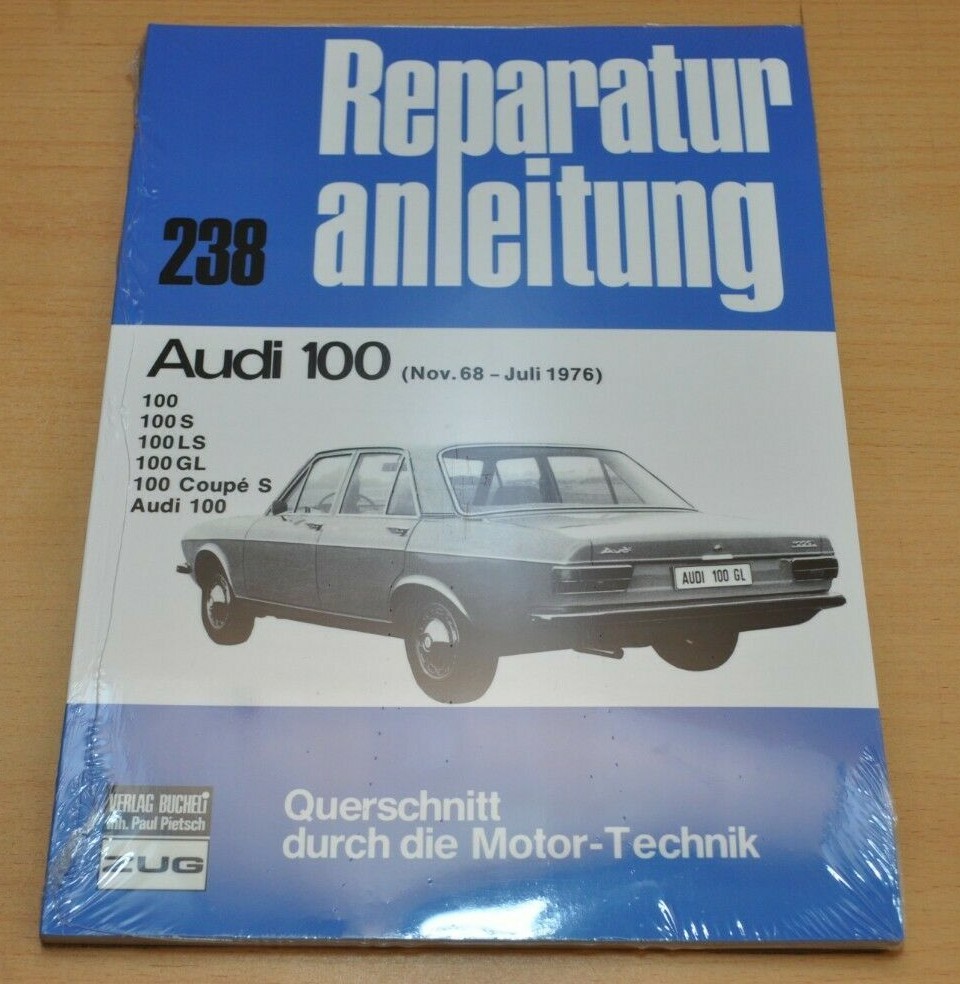 Reparatur
anleitung
238
Audi 100 (Nov. 68 – Juli 1976)
100
100 S
100 LS
100 GL
100 Coupé S
Audi 100
AUDI 100 GL
Querschnitt
durch die Motor-Technik
VERLAG BUCHELi
Inh. Paul Pietsch
ZUG